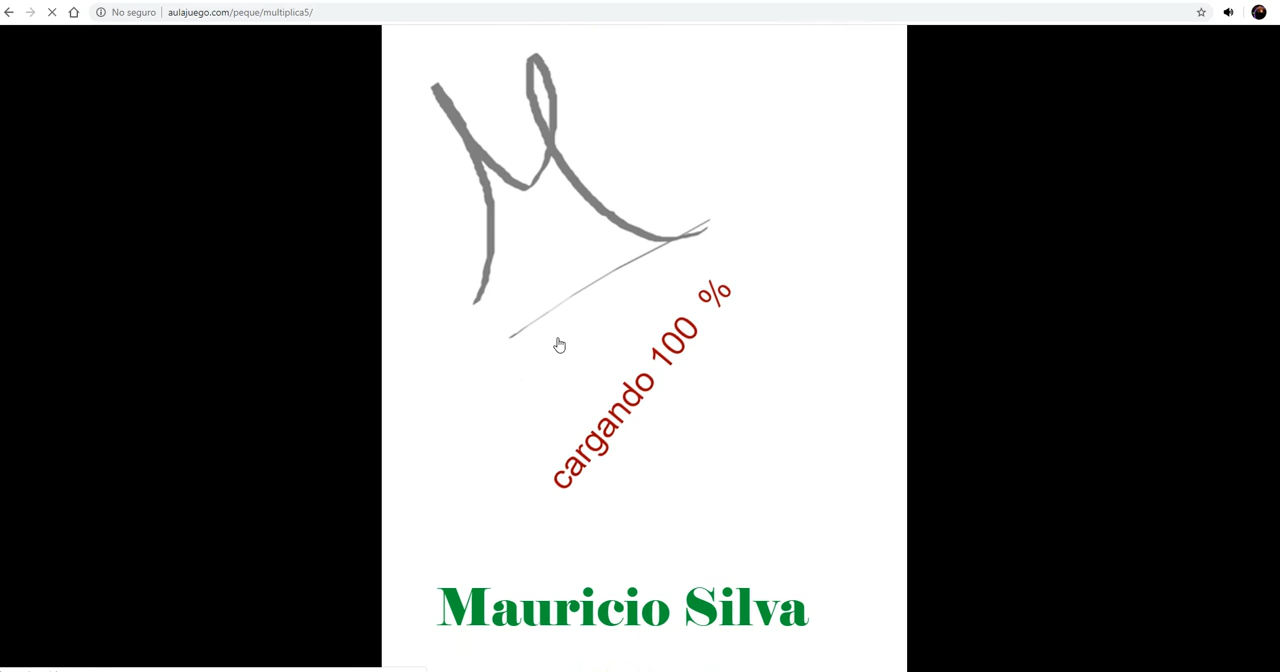 No seguro
aulajuego.com/peque/multiplica5/
M
cargando 100 %
Mauricio Silva